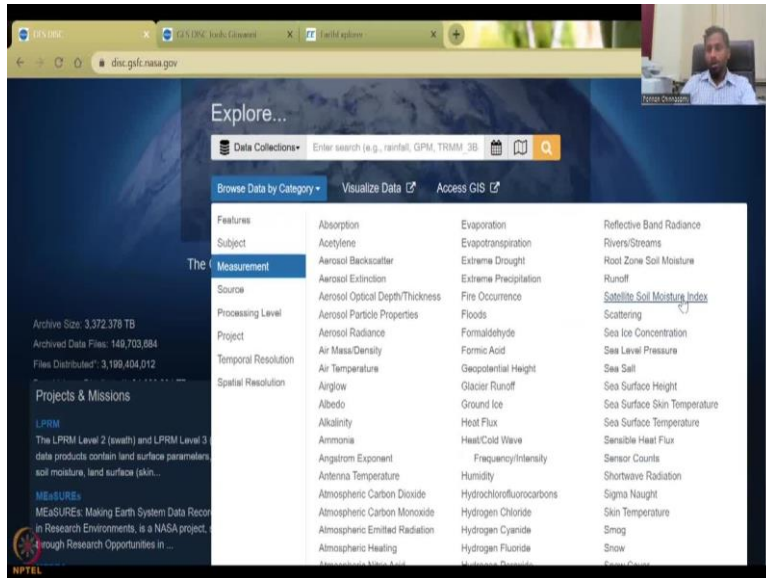 GES DISC
GES DISC Tools: Giovanni
EarthExplorer
disc.gsfc.nasa.gov
Pennan Chinnasamy
Explore...
Data Collections
Enter search (e.g., rainfall, GPM, TRMM_3B
Browse Data by Category
Visualize Data
Access GIS
Features
Subject
Measurement
Source
Processing Level
Project
Temporal Resolution
Spatial Resolution
Absorption
Acetylene
Aerosol Backscatter
Aerosol Extinction
Aerosol Optical Depth/Thickness
Aerosol Particle Properties
Aerosol Radiance
Air Mass/Density
Air Temperature
Airglow
Albedo
Alkalinity
Ammonia
Angstrom Exponent
Antenna Temperature
Atmospheric Carbon Dioxide
Atmospheric Carbon Monoxide
Atmospheric Emitted Radiation
Atmospheric Heating
Atmospheric Nitric Acid
Evaporation
Evapotranspiration
Extreme Drought
Extreme Precipitation
Fire Occurrence
Floods
Formaldehyde
Formic Acid
Geopotential Height
Glacier Runoff
Ground Ice
Heat Flux
Heat/Cold Wave
Frequency/Intensity
Humidity
Hydrochlorofluorocarbons
Hydrogen Chloride
Hydrogen Cyanide
Hydrogen Fluoride
Hydrogen Peroxide
Reflective Band Radiance
Rivers/Streams
Root Zone Soil Moisture
Runoff
Satellite Soil Moisture Index
Scattering
Sea Ice Concentration
Sea Level Pressure
Sea Salt
Sea Surface Height
Sea Surface Skin Temperature
Sea Surface Temperature
Sensible Heat Flux
Sensor Counts
Shortwave Radiation
Sigma Naught
Skin Temperature
Smog
Snow
Snow Cover
The
Archive Size: 3,372.378 TB
Archived Data Files: 149,703,684
Files Distributed*: 3,199,404,012
Projects & Missions
LPRM
The LPRM Level 2 (swath) and LPRM Level 3 (
data products contain land surface parameters,
soil moisture, land surface (skin...
MEaSUREs
MEaSUREs: Making Earth System Data Recor
in Research Environments, is a NASA project, s
through Research Opportunities in ...
NPTEL